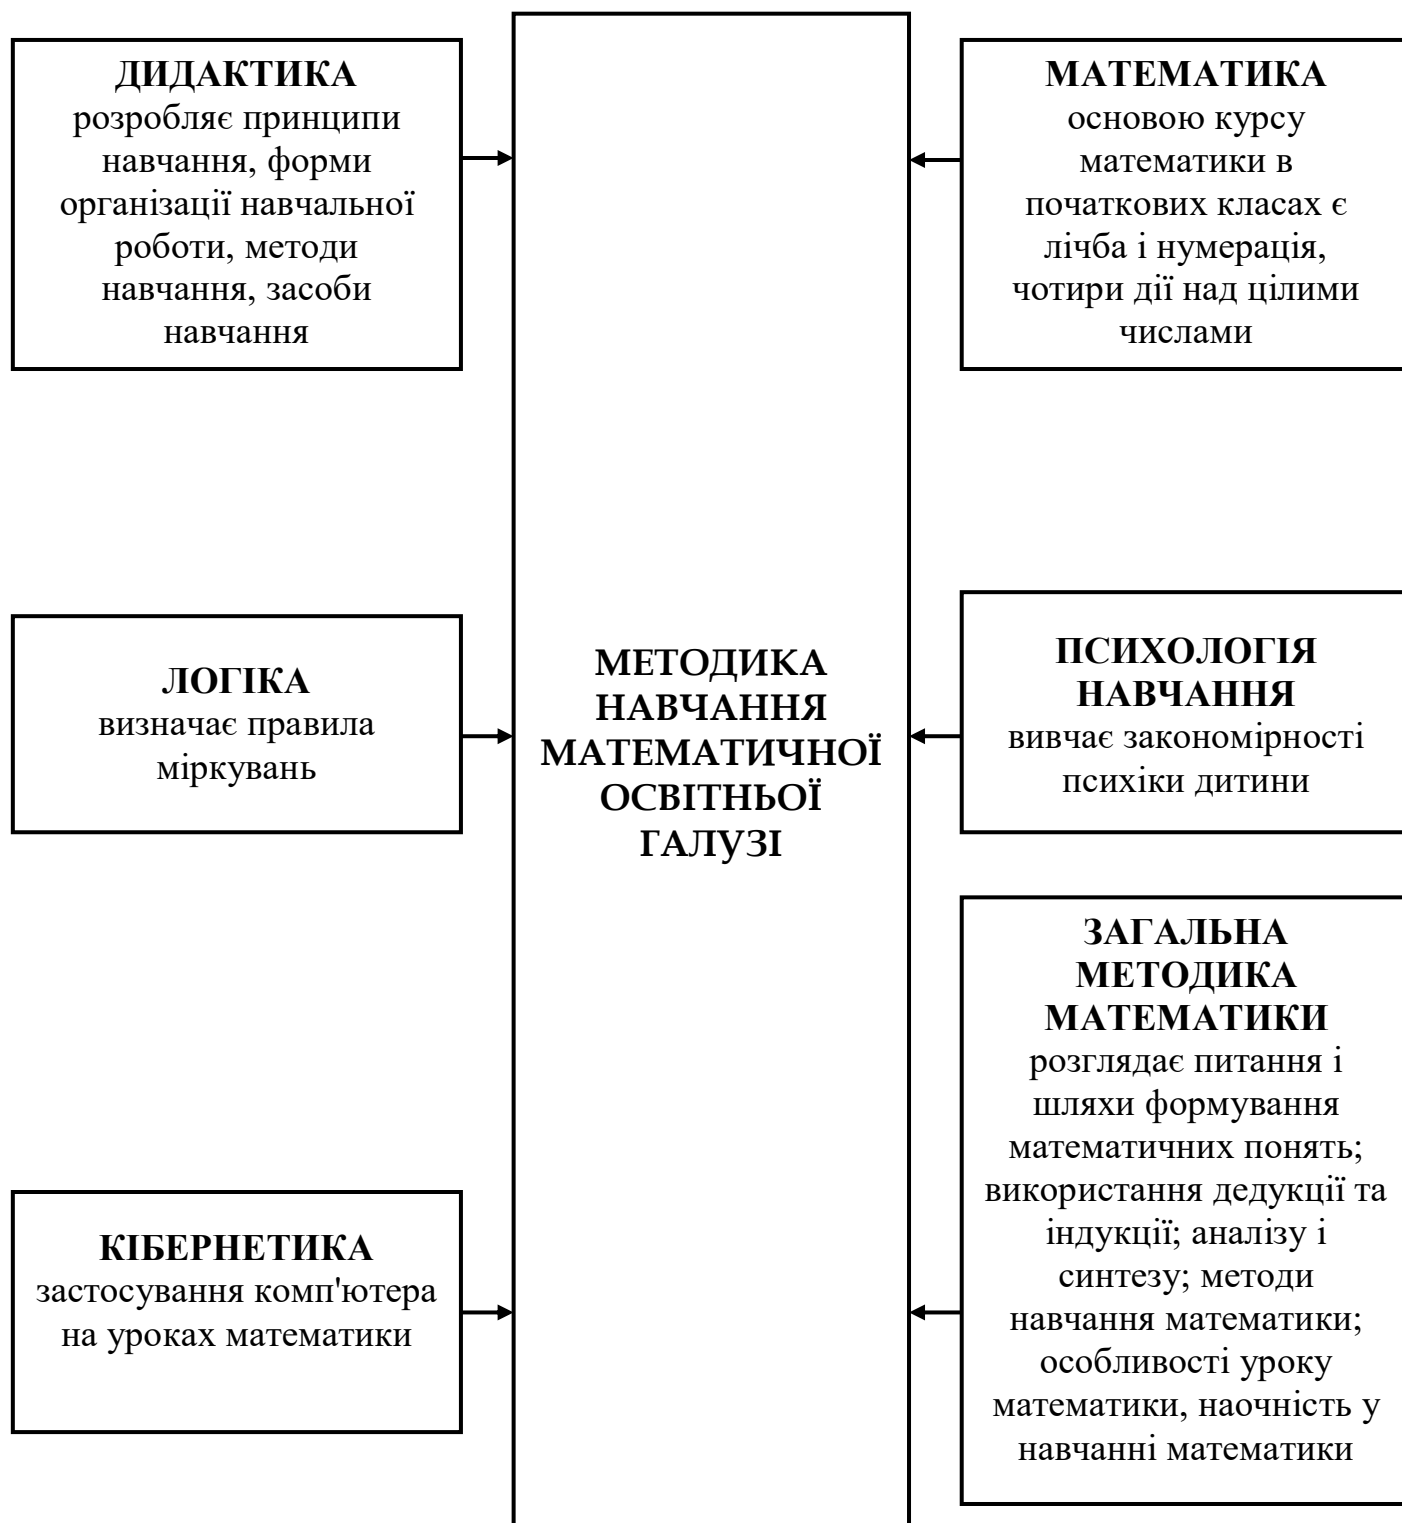 ДИДАКТИКА
розробляє принципи
навчання, форми
організації навчальної
роботи, методи
навчання, засоби
навчання
ЛОГІКА
визначає правила
міркувань
КІБЕРНЕТИКА
застосування комп'ютера
на уроках математики
МЕТОДИКА
НАВЧАННЯ
МАТЕМАТИЧНОЇ
ОСВІТНЬОЇ
ГАЛУЗІ
МАТЕМАТИКА
основою курсу
математики в
початкових класах є
лічба і нумерація,
чотири дії над цілими
числами
ПСИХОЛОГІЯ
НАВЧАННЯ
вивчає закономірності
психіки дитини
ЗАГАЛЬНА
МЕТОДИКА
МАТЕМАТИКИ
розглядає питання і
шляхи формування
математичних понять;
використання дедукції та
індукції; аналізу і
синтезу; методи
навчання математики;
особливості уроку
математики, наочність у
навчанні математики